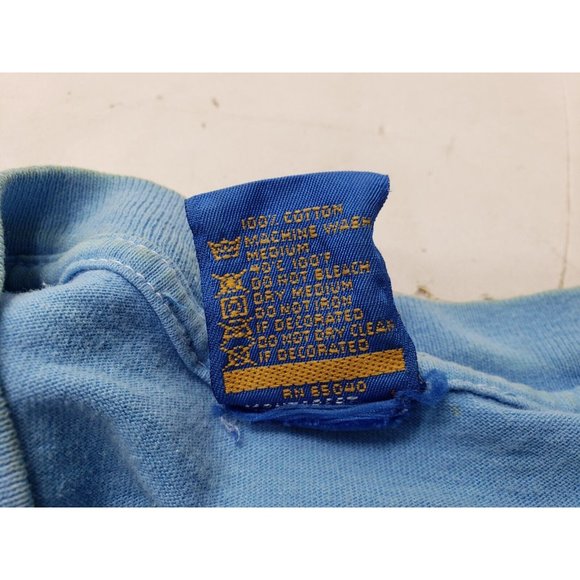 100% COTTON
MACHINE WASH
MEDIUM
40°C 100°F
DO NOT BLEACH
DRY MEDIUM
DO NOT IRON
IF DECORATED
DO NOT DRY CLEAN
IF DECORATED
RN 65040